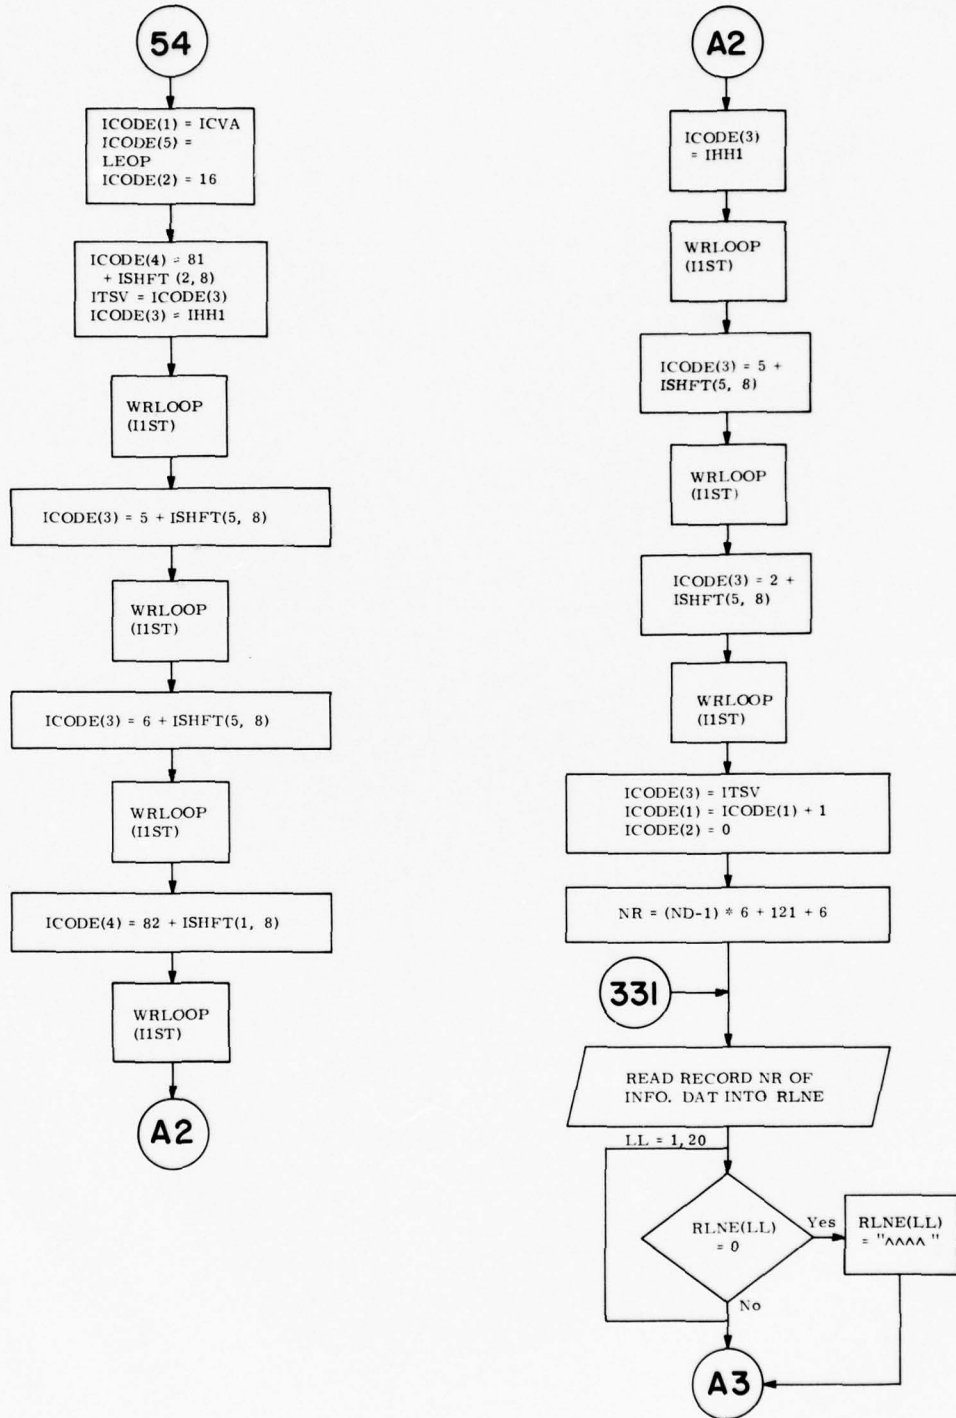 54
ICODE(1) = ICVA
ICODE(5) =
LEOP
ICODE(2) = 16
ICODE(4) = 81
+ ISHFT (2, 8)
ITSV = ICODE(3)
ICODE(3) = IHH1
WRLOOP
(I1ST)
ICODE(3) = 5 + ISHFT(5, 8)
WRLOOP
(I1ST)
ICODE(3) = 6 + ISHFT(5, 8)
WRLOOP
(I1ST)
ICODE(4) = 82 + ISHFT(1, 8)
WRLOOP
(I1ST)
A2
A2
ICODE(3)
= IHH1
WRLOOP
(I1ST)
ICODE(3) = 5 +
ISHFT(5, 8)
WRLOOP
(I1ST)
ICODE(3) = 2 +
ISHFT(5, 8)
WRLOOP
(I1ST)
ICODE(3) = ITSV
ICODE(1) = ICODE(1) + 1
ICODE(2) = 0
NR = (ND-1) * 6 + 121 + 6
331
READ RECORD NR OF
INFO. DAT INTO RLNE
LL = 1, 20
RLNE(LL)
= 0
Yes
RLNE(LL)
= "^^^^ "
No
A3